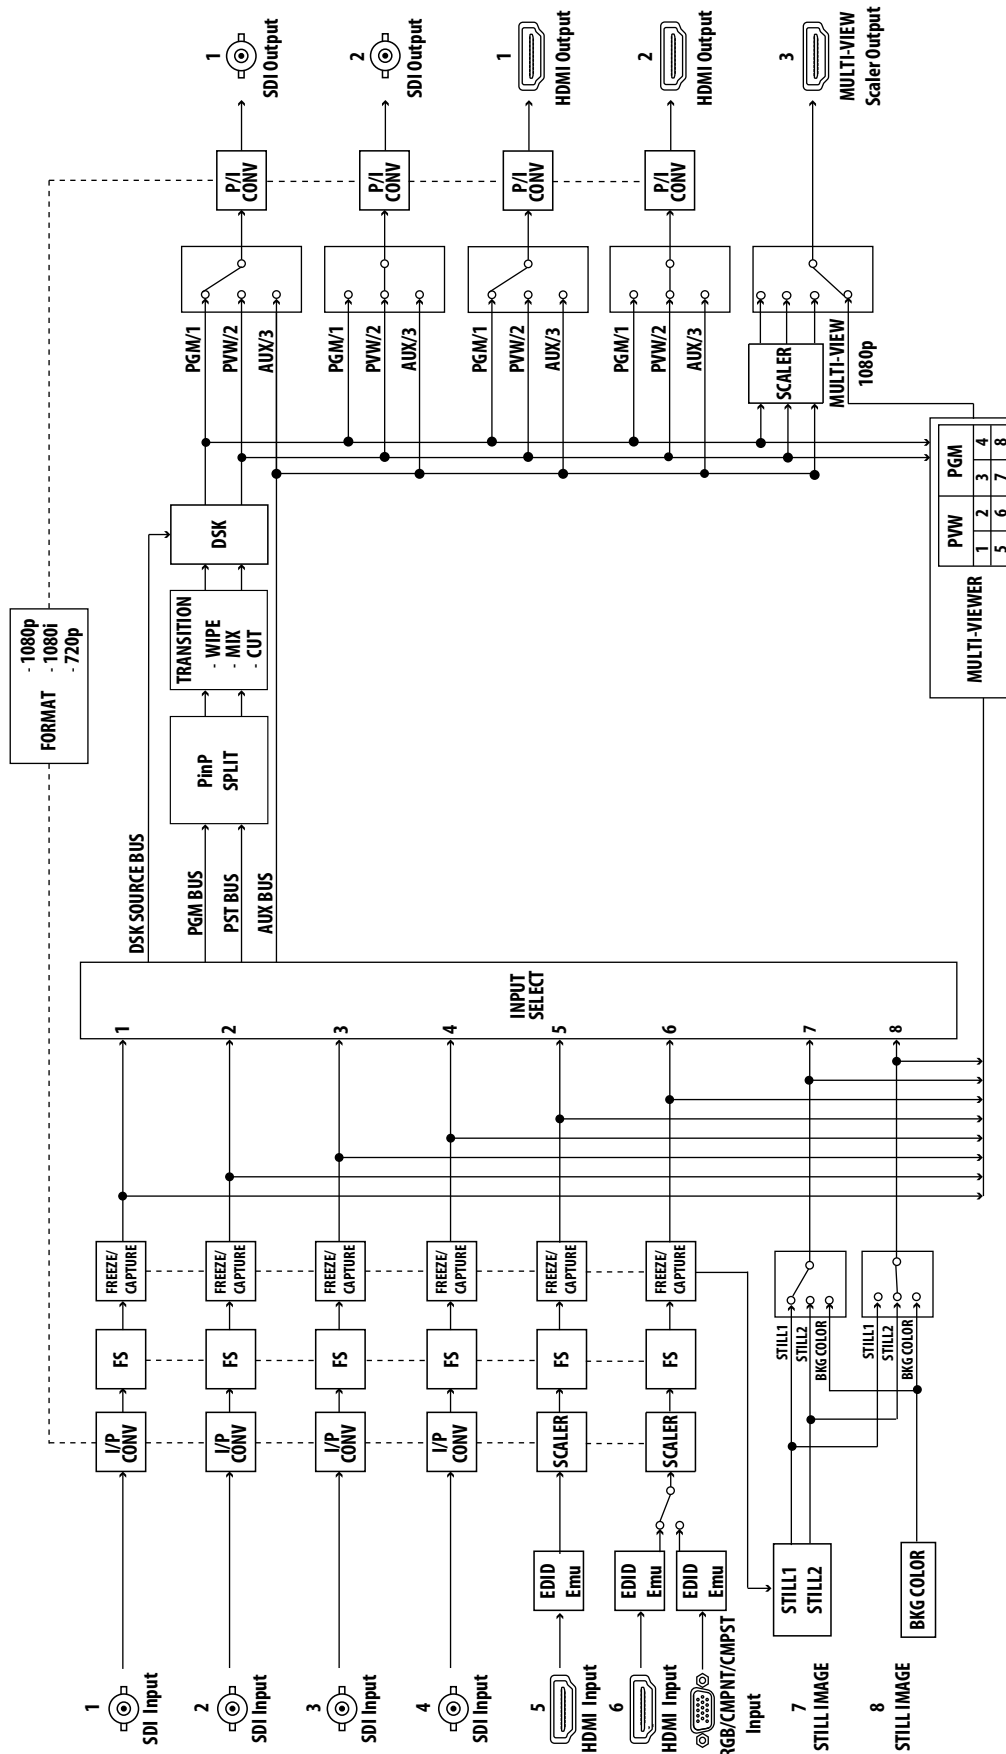 1
SDI Input
2
SDI Input
3
SDI Input
4
SDI Input
5
HDMI Input
6
HDMI Input
RGB/CMPNT/CMPST
Input
7
STILL IMAGE
8
STILL IMAGE
EDID
Emu
EDID
Emu
EDID
Emu
STILL1
STILL2
BKG COLOR
I/P
CONV
I/P
CONV
I/P
CONV
I/P
CONV
SCALER
SCALER
FS
FS
FS
FS
FS
FS
FREEZE/
CAPTURE
FREEZE/
CAPTURE
FREEZE/
CAPTURE
FREEZE/
CAPTURE
FREEZE/
CAPTURE
FREEZE/
CAPTURE
STILL1
STILL2
BKG COLOR
STILL1
STILL2
BKG COLOR
1
2
3
4
5
6
7
8
INPUT
SELECT
DSK SOURCE BUS
PGM BUS
PST BUS
AUX BUS
FORMAT
- 1080p
- 1080i
- 720p
PinP
SPLIT
TRANSITION
- WIPE
- MIX
- CUT
DSK
MULTI-VIEWER
PVW
PGM
1 2 3 4
5 6 7 8
PGM/1
PVW/2
AUX/3
PGM/1
PVW/2
AUX/3
PGM/1
PVW/2
AUX/3
PGM/1
PVW/2
AUX/3
SCALER
MULTI-VIEW
1080p
P/I
CONV
P/I
CONV
P/I
CONV
P/I
CONV
1
SDI Output
2
SDI Output
1
HDMI Output
2
HDMI Output
3
MULTI-VIEW
Scaler Output